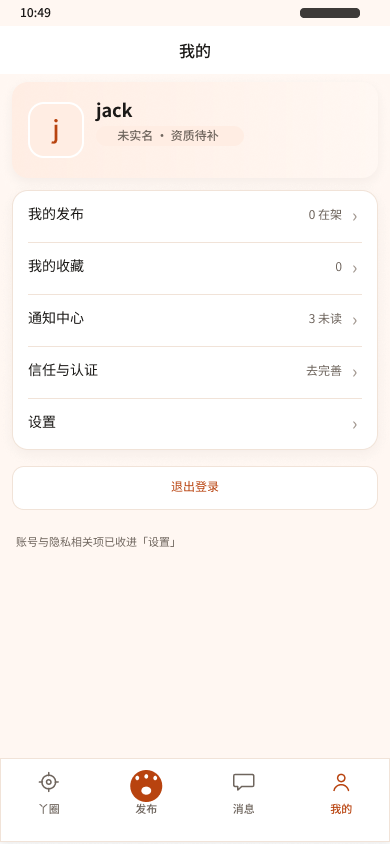 10:49
我的
j
jack
未实名 · 资质待补
我的发布 0 在架 ›
我的收藏 0 ›
通知中心 3 未读 ›
信任与认证 去完善 ›
设置 ›
退出登录
账号与隐私相关项已收进「设置」
丫圈 发布 消息 我的